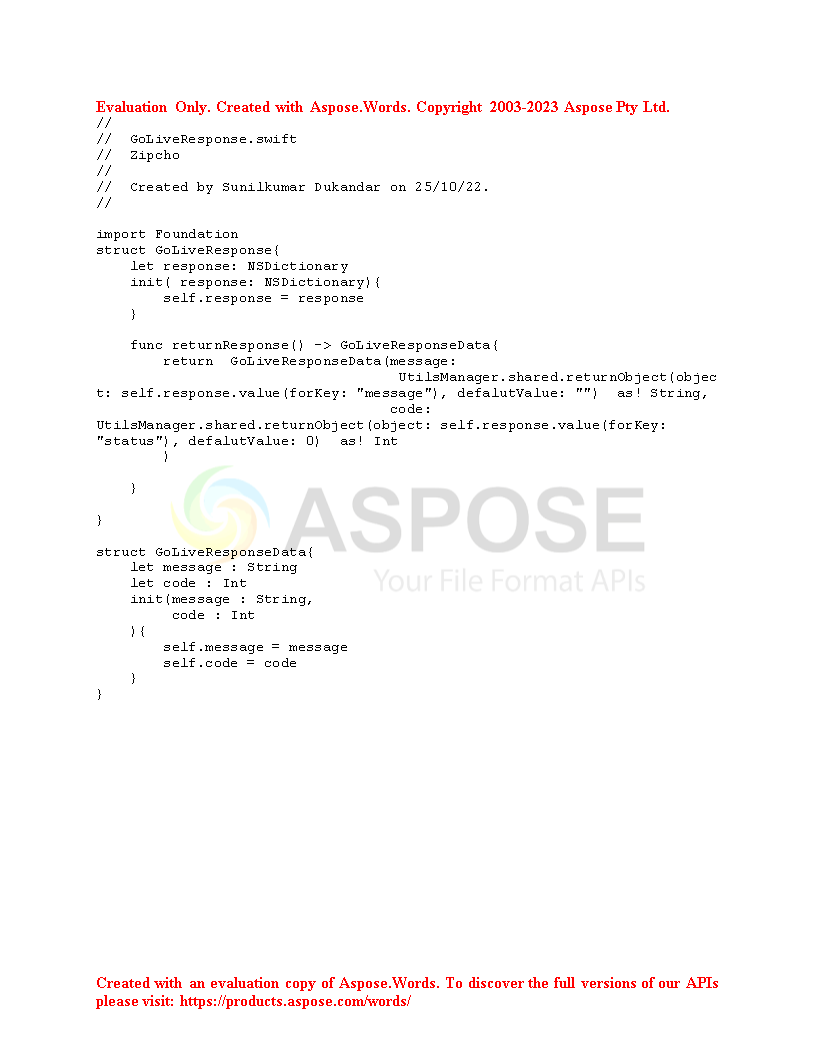 Evaluation Only. Created with Aspose.Words. Copyright 2003-2023 Aspose Pty Ltd.
//
//  GoLiveResponse.swift
//  Zipcho
//
//  Created by Sunilkumar Dukandar on 25/10/22.
//
import Foundation
struct GoLiveResponse{
    let response: NSDictionary
    init( response: NSDictionary){
        self.response = response
    }
    func returnResponse() -> GoLiveResponseData{
        return  GoLiveResponseData(message:
                                    UtilsManager.shared.returnObject(objec
t: self.response.value(forKey: "message"), defalutValue: "")  as! String,
                                   code:
UtilsManager.shared.returnObject(object: self.response.value(forKey:
"status"), defalutValue: 0)  as! Int
        )
    }
}
ASPOSE
Your File Format APIs
struct GoLiveResponseData{
    let message : String
    let code : Int
    init(message : String,
         code : Int
    ){
        self.message = message
        self.code = code
    }
}
Created with an evaluation copy of Aspose.Words. To discover the full versions of our APIs
please visit: https://products.aspose.com/words/